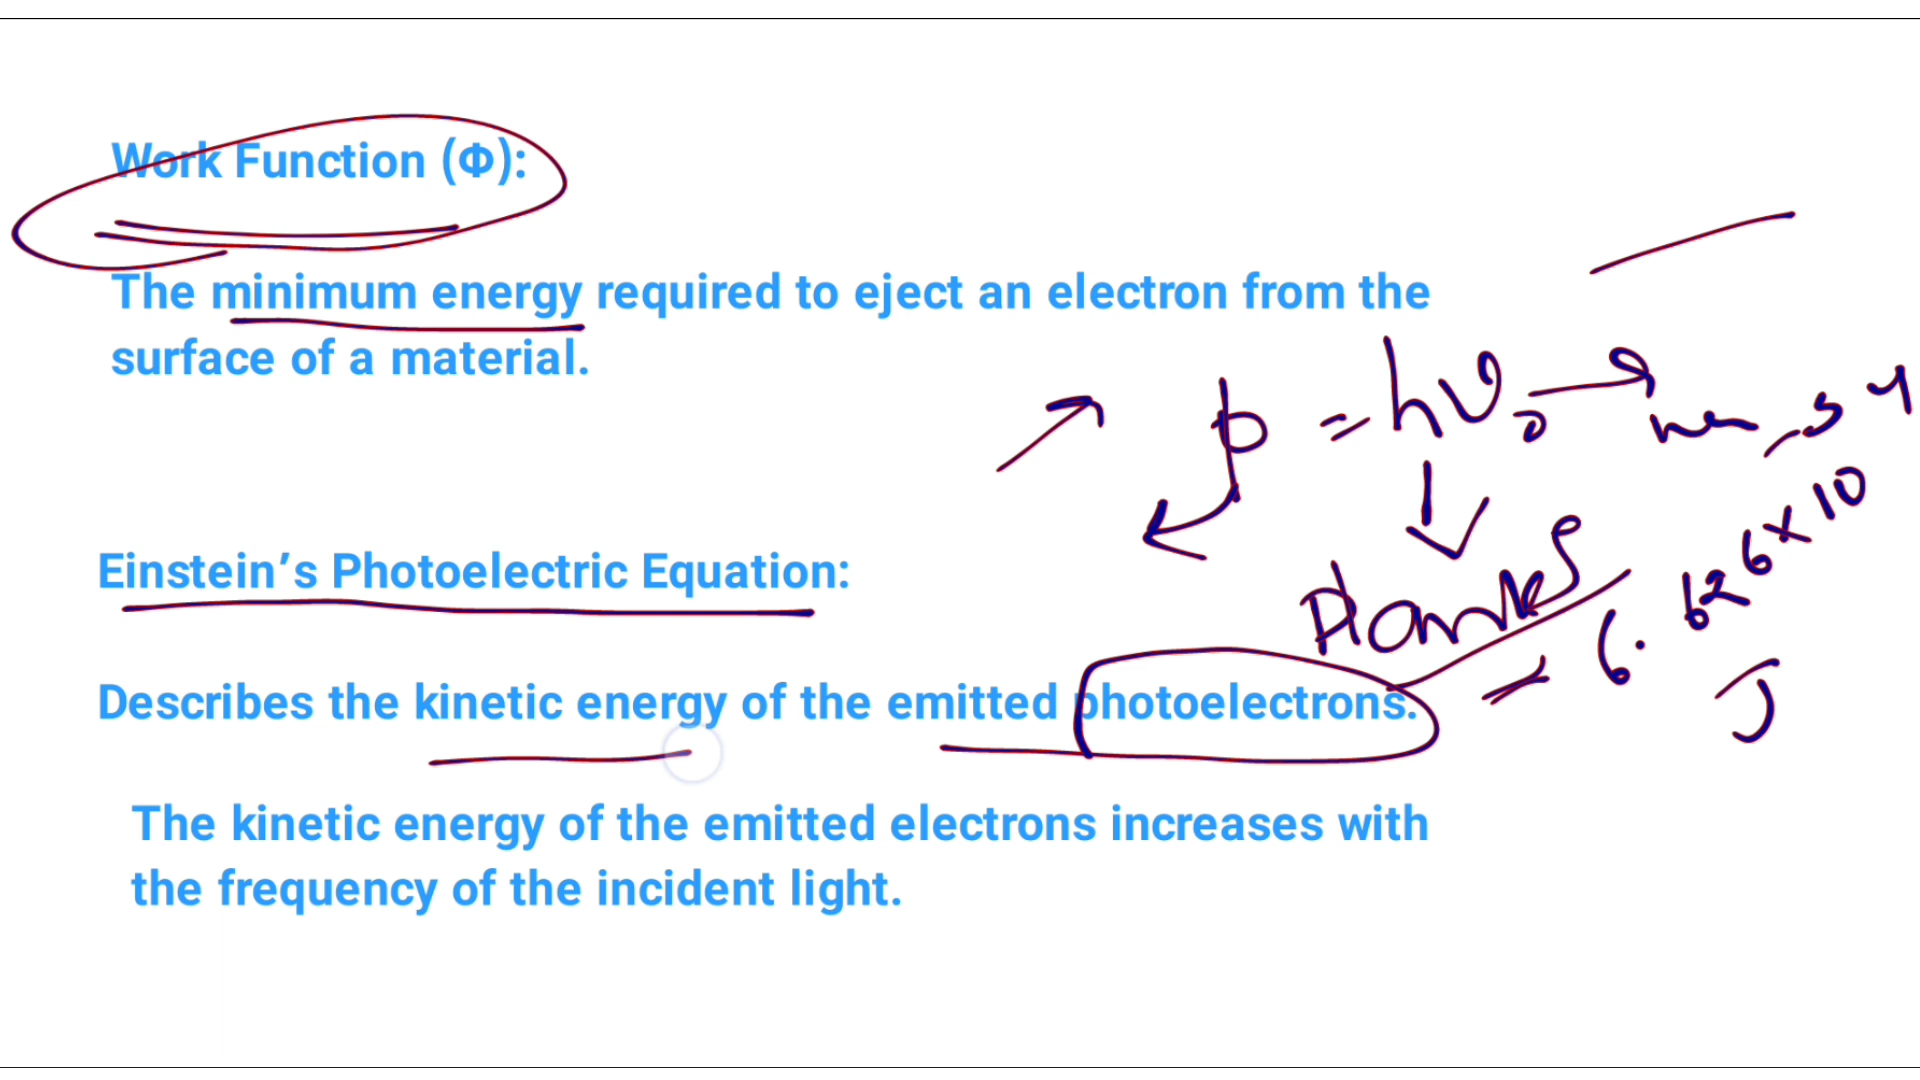 Work Function (Φ):
The minimum energy required to eject an electron from the
surface of a material.
ϕ = hυ₀
Planks
= 6.626×10
J
Einstein’s Photoelectric Equation:
Describes the kinetic energy of the emitted photoelectrons.
The kinetic energy of the emitted electrons increases with
the frequency of the incident light.